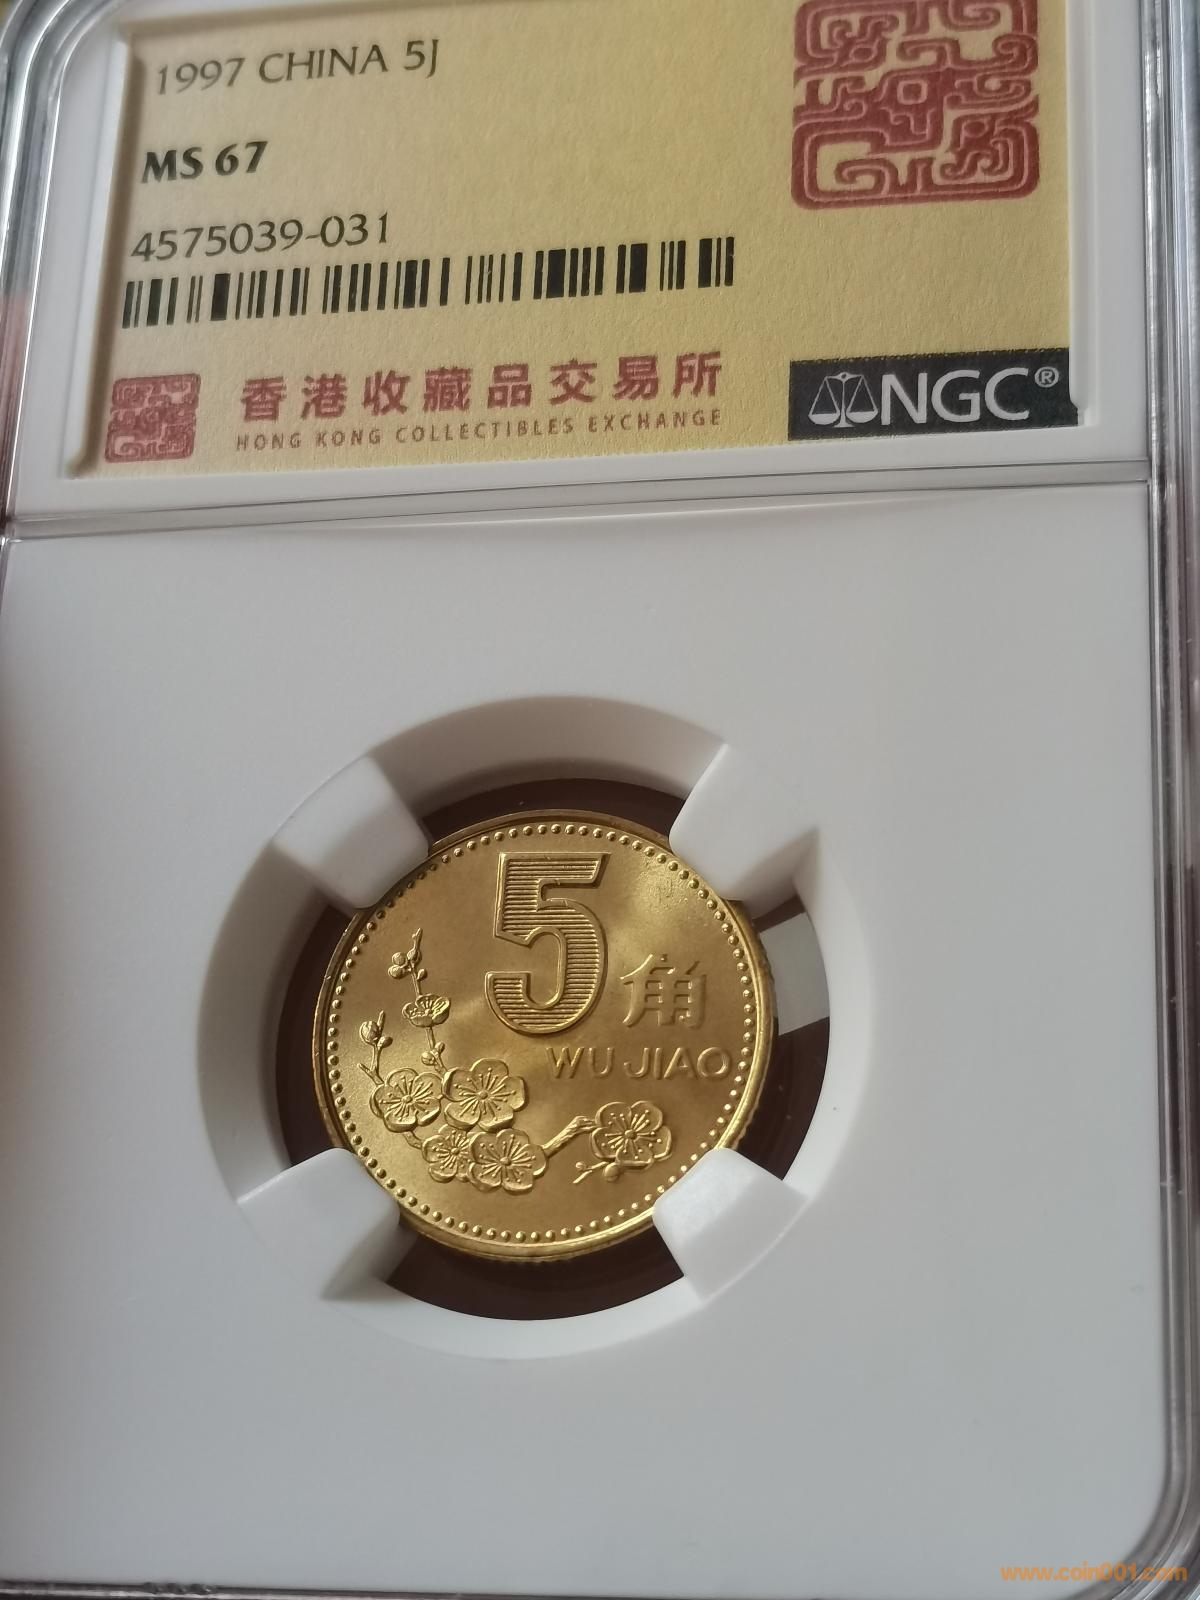 1997 CHINA 5J
MS 67
4575039-031
香港收藏品交易所
HONG KONG COLLECTIBLES EXCHANGE
NGC®
5
角
WU JIAO
www.coin001.com